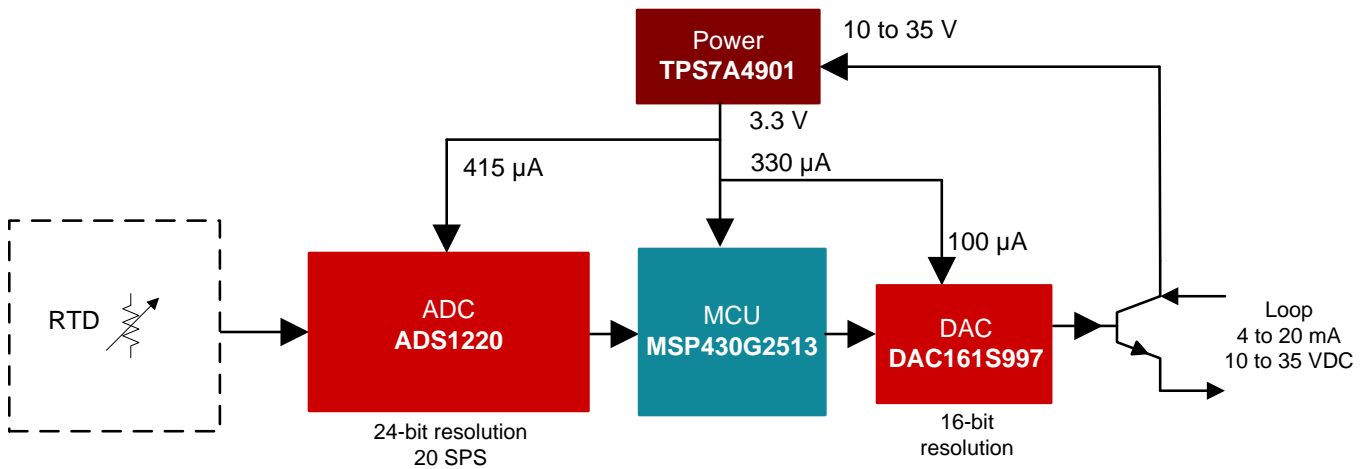 Power
TPS7A4901
10 to 35 V
3.3 V
415 µA
330 µA
100 µA
RTD
ADC
ADS1220
MCU
MSP430G2513
DAC
DAC161S997
Loop
4 to 20 mA
10 to 35 VDC
24-bit resolution
20 SPS
16-bit
resolution